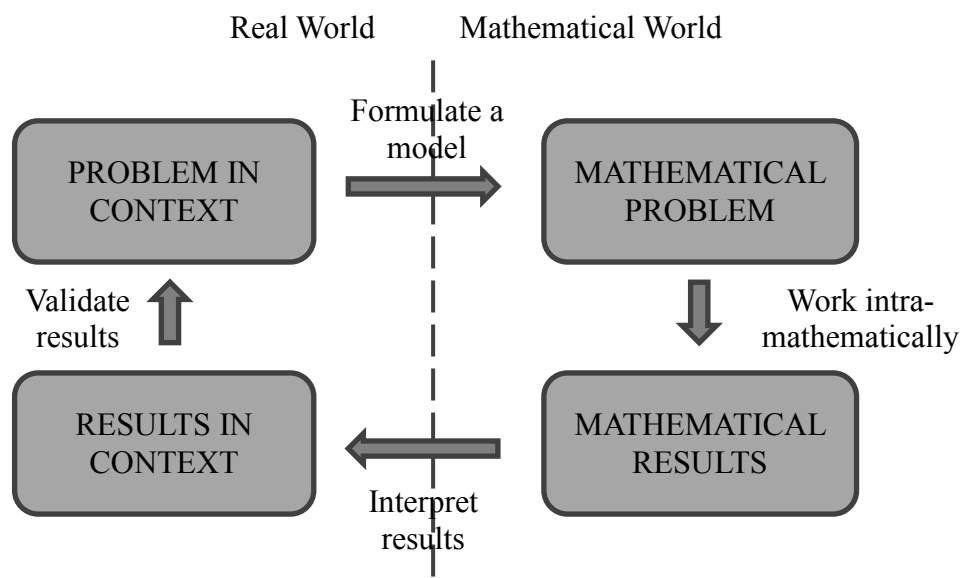 Real World
Mathematical World
Formulate a
model
PROBLEM IN
CONTEXT
MATHEMATICAL
PROBLEM
Validate
results
Work intra-
mathematically
RESULTS IN
CONTEXT
MATHEMATICAL
RESULTS
Interpret
results